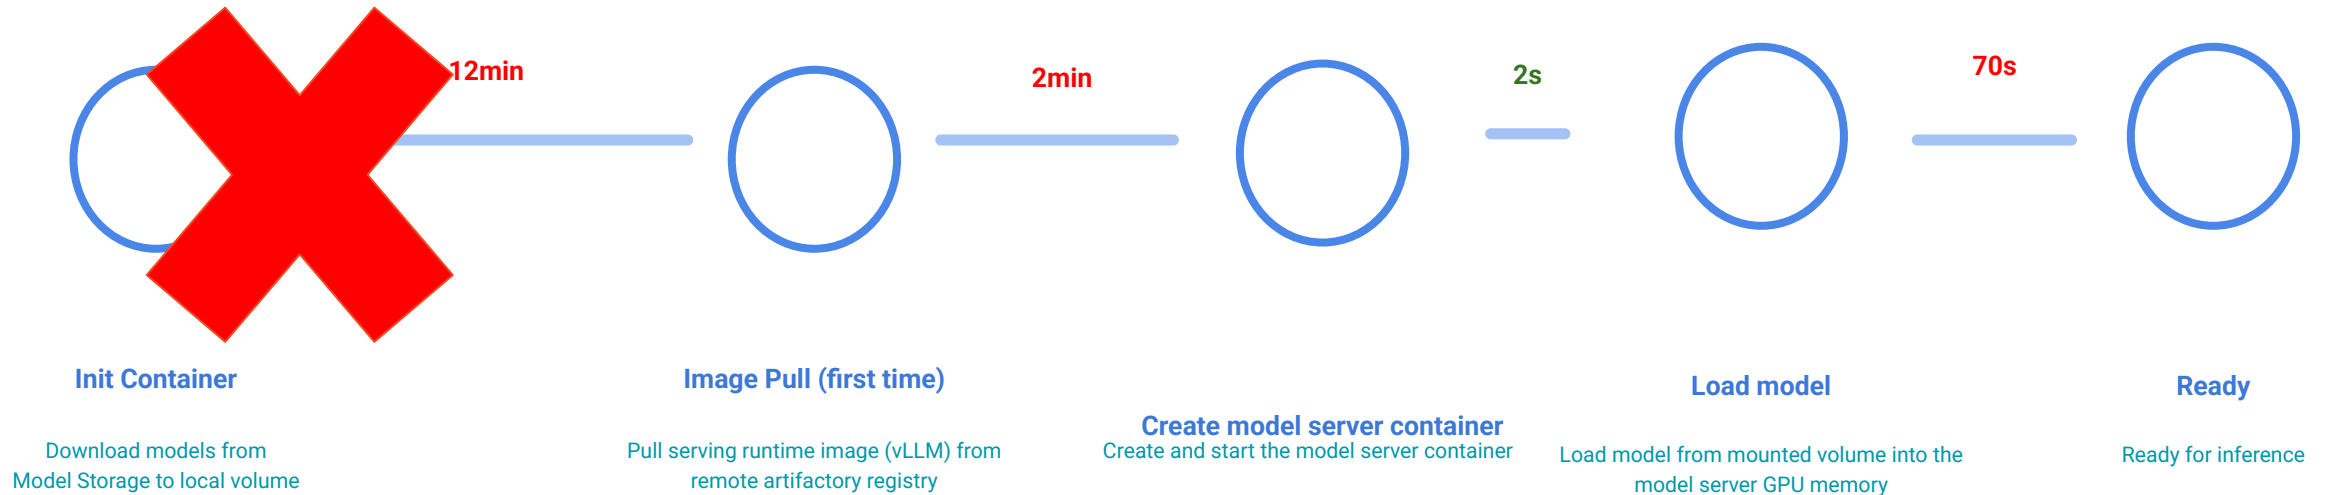 12min
2min
2s
70s
Init Container
Download models from
Model Storage to local volume
Image Pull (first time)
Pull serving runtime image (vLLM) from
remote artifactory registry
Create model server container
Create and start the model server container
Load model
Load model from mounted volume into the
model server GPU memory
Ready
Ready for inference